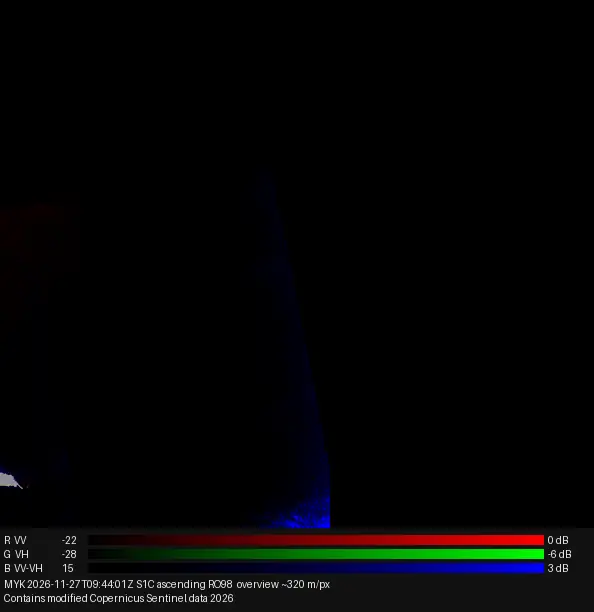 R VV -22 0 dB
G VH -28 -6 dB
B VV-VH 15 3 dB
MYK 2026-11-27T09:44:01Z S1C ascending RO98 overview ~320 m/px
Contains modified Copernicus Sentinel data 2026